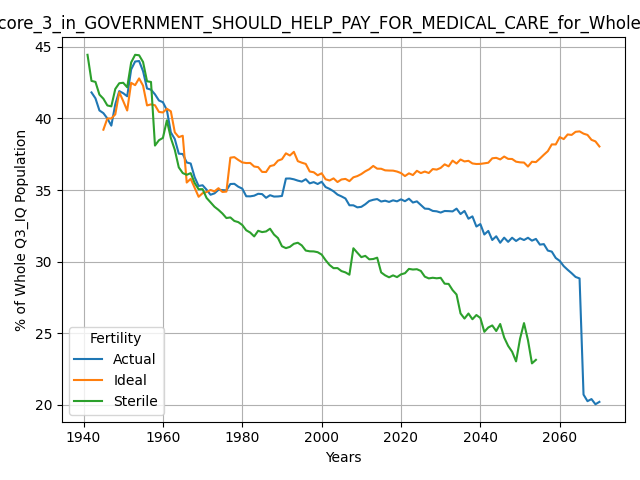 core_3_in_GOVERNMENT_SHOULD_HELP_PAY_FOR_MEDICAL_CARE_for_Whole
45
40
35
30
25
20
% of Whole Q3_IQ Population
Fertility
Actual
Ideal
Sterile
1940 1960 1980 2000 2020 2040 2060
Years